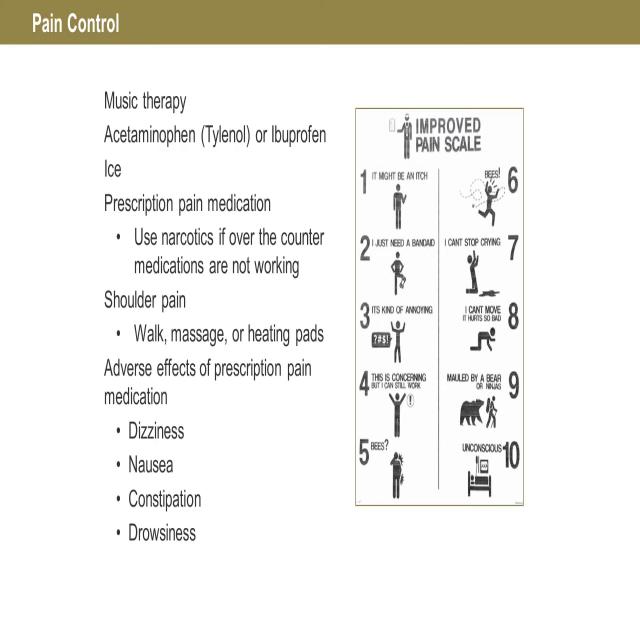 Pain Control
Music therapy
Acetaminophen (Tylenol) or Ibuprofen
Ice
Prescription pain medication
• Use narcotics if over the counter
medications are not working
Shoulder pain
• Walk, massage, or heating pads
Adverse effects of prescription pain
medication
• Dizziness
• Nausea
• Constipation
• Drowsiness
IMPROVED
PAIN SCALE
1 IT MIGHT BE AN ITCH
2 I JUST NEED A BANDAID
3 ITS KIND OF ANNOYING
?#$!
4 THIS IS CONCERNING
BUT I CAN STILL WORK
!
5 BEES?
BEES! 6
I CANT STOP CRYING 7
I CANT MOVE 8
IT HURTS SO BAD
MAULED BY A BEAR 9
OR NINJAS
UNCONSCIOUS 10